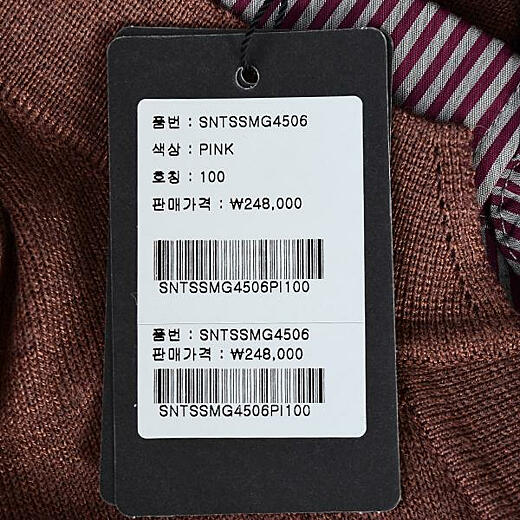 품번 : SNTSSMG4506
색상 : PINK
호칭 : 100
판매가격 : ₩248,000
SNTSSMG4506PI100
품번 : SNTSSMG4506
판매가격 : ₩248,000
SNTSSMG4506PI100